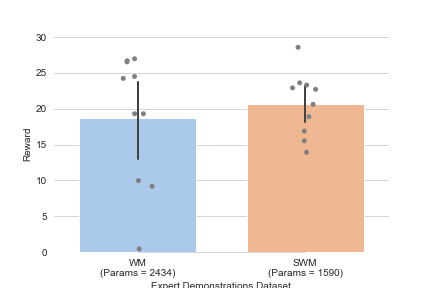 30
25
20
15
10
5
0
Reward
WM
(Params = 2434)
SWM
(Params = 1590)
Expert Demonstrations Dataset